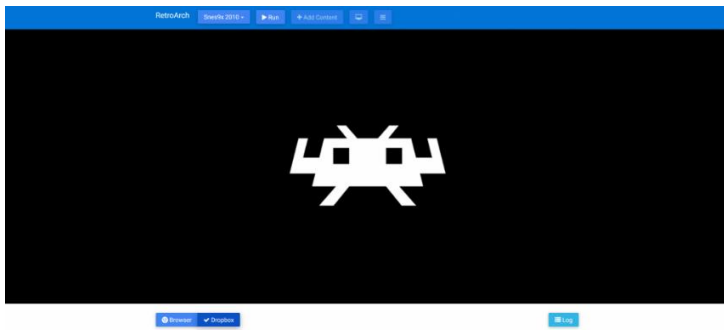 RetroArch
Snes9x 2010
Run
Add Content
Browser
Dropbox
Log